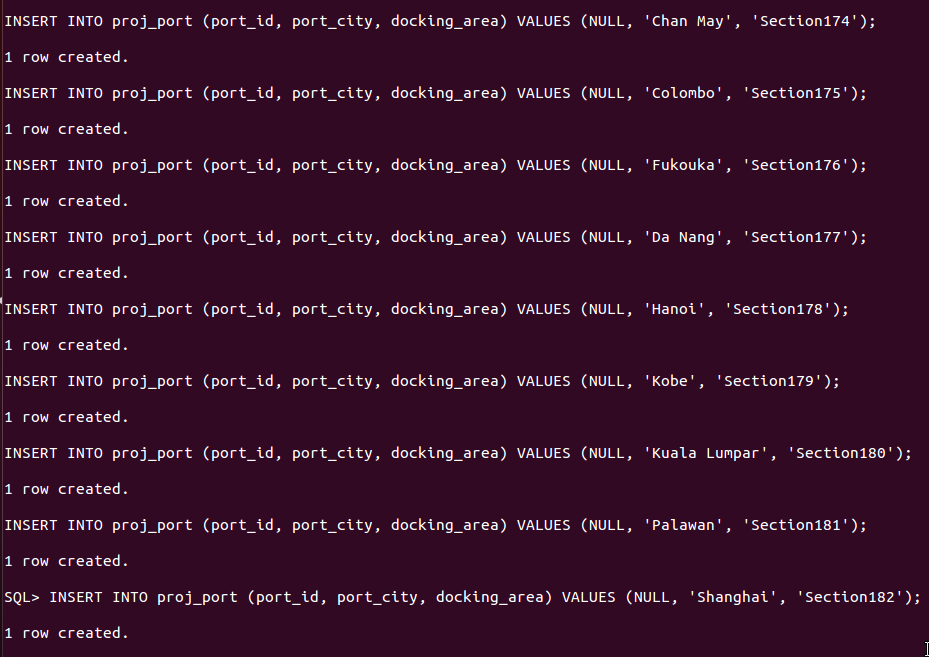 INSERT INTO proj_port (port_id, port_city, docking_area) VALUES (NULL, 'Chan May', 'Section174');
1 row created.
INSERT INTO proj_port (port_id, port_city, docking_area) VALUES (NULL, 'Colombo', 'Section175');
1 row created.
INSERT INTO proj_port (port_id, port_city, docking_area) VALUES (NULL, 'Fukouka', 'Section176');
1 row created.
INSERT INTO proj_port (port_id, port_city, docking_area) VALUES (NULL, 'Da Nang', 'Section177');
1 row created.
INSERT INTO proj_port (port_id, port_city, docking_area) VALUES (NULL, 'Hanoi', 'Section178');
1 row created.
INSERT INTO proj_port (port_id, port_city, docking_area) VALUES (NULL, 'Kobe', 'Section179');
1 row created.
INSERT INTO proj_port (port_id, port_city, docking_area) VALUES (NULL, 'Kuala Lumpar', 'Section180');
1 row created.
INSERT INTO proj_port (port_id, port_city, docking_area) VALUES (NULL, 'Palawan', 'Section181');
1 row created.
SQL> INSERT INTO proj_port (port_id, port_city, docking_area) VALUES (NULL, 'Shanghai', 'Section182');
1 row created.